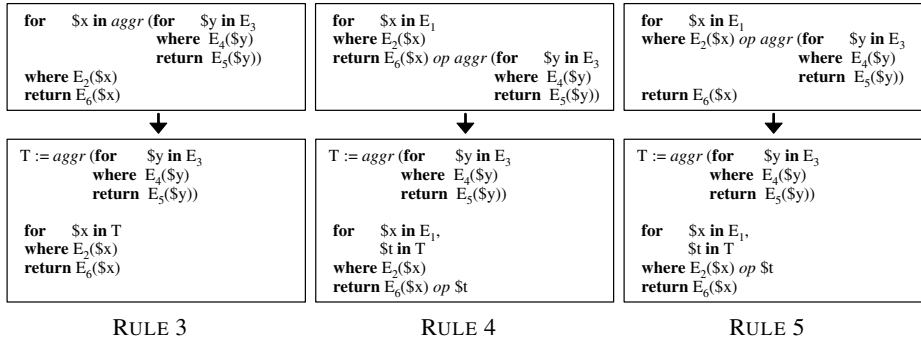 for $x in aggr (for $y in E3
where E4($y)
return E5($y))
where E2($x)
return E6($x)
for $x in E1
where E2($x)
return E6($x) op aggr (for $y in E3
where E4($y)
return E5($y))
for $x in E1
where E2($x) op aggr (for $y in E3
where E4($y)
return E5($y))
return E6($x)
T := aggr (for $y in E3
where E4($y)
return E5($y))
for $x in T
where E2($x)
return E6($x)
T := aggr (for $y in E3
where E4($y)
return E5($y))
for $x in E1,
$t in T
where E2($x)
return E6($x) op $t
T := aggr (for $y in E3
where E4($y)
return E5($y))
for $x in E1,
$t in T
where E2($x) op $t
return E6($x)
RULE 3
RULE 4
RULE 5